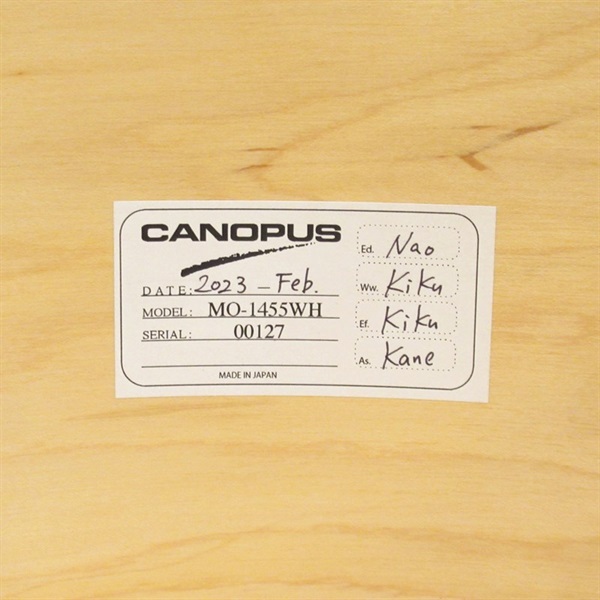 CANOPUS
DATE: 2023 - Feb.
MODEL: MO-1455WH
SERIAL: 00127
MADE IN JAPAN
Ed. Nao
Ww. Kiku
Ef. Kiku
As. Kane